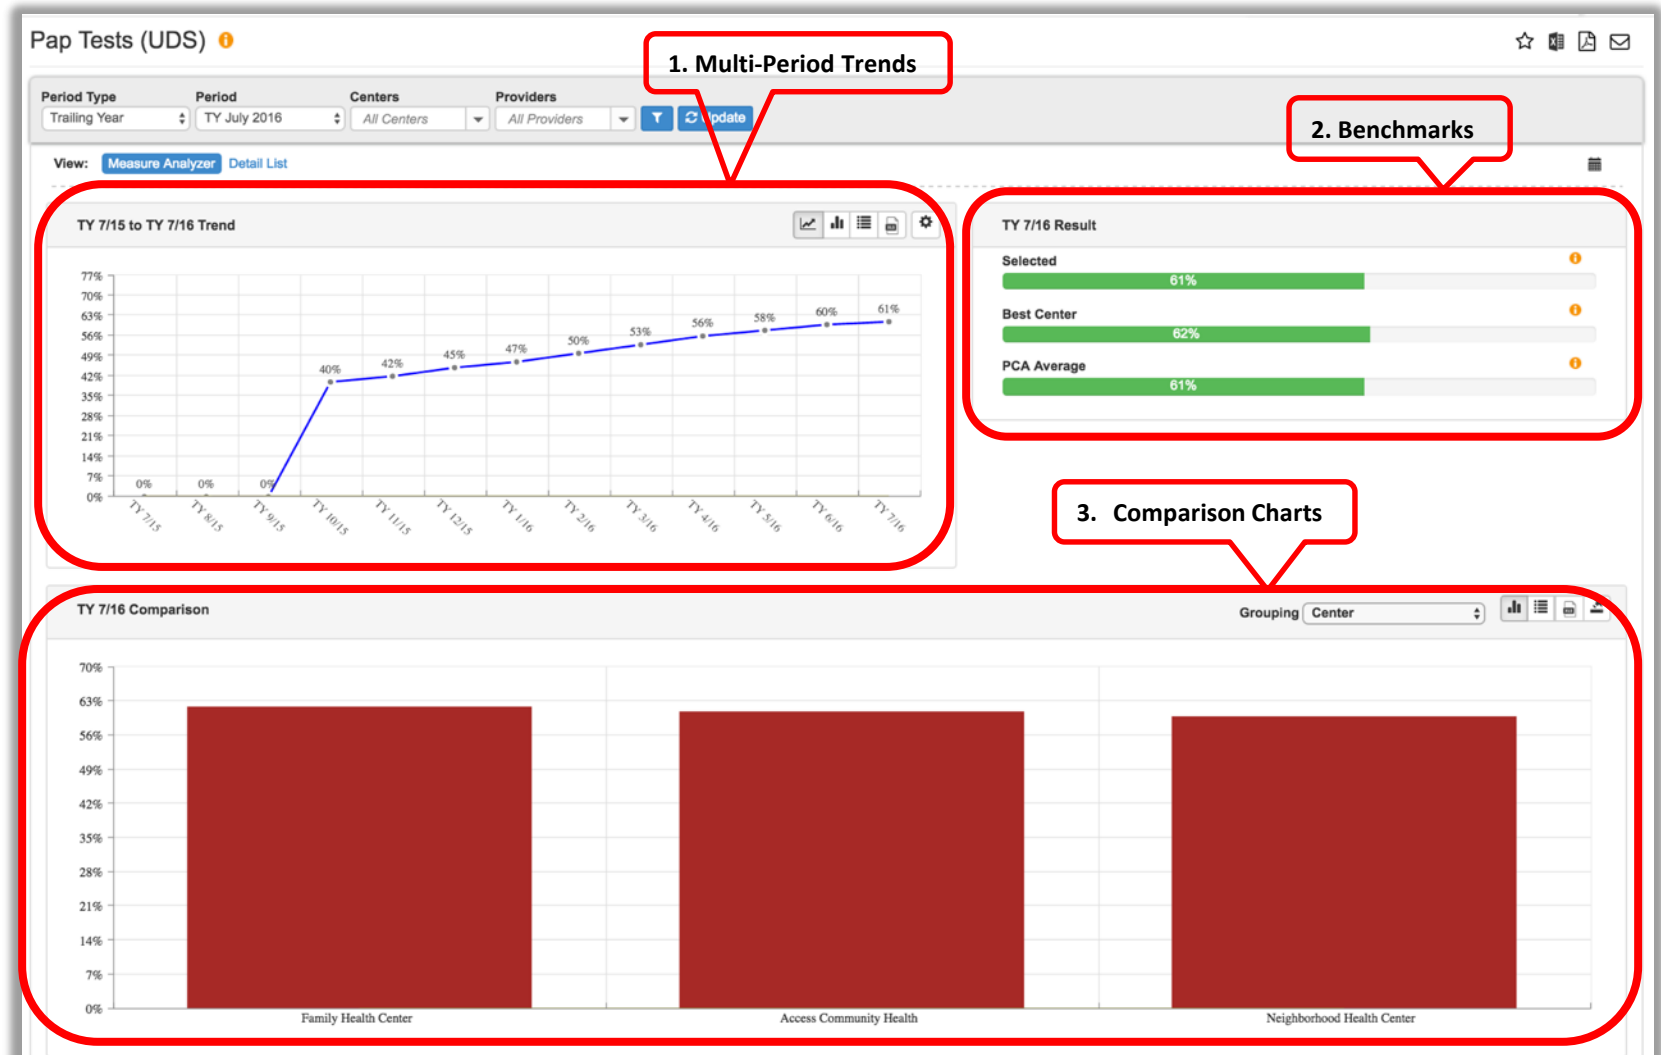 Pap Tests (UDS)
1. Multi-Period Trends
Period Type
Period
Centers
Providers
Trailing Year
TY July 2016
All Centers
All Providers
Update
2. Benchmarks
View: Measure Analyzer Detail List
TY 7/15 to TY 7/16 Trend
77%
70%
63%
56%
49%
42%
35%
28%
21%
14%
7%
0%
0%
0%
0%
40%
42%
45%
47%
50%
53%
56%
58%
60%
61%
TY 7/15
TY 8/15
TY 9/15
TY 10/15
TY 11/15
TY 12/15
TY 1/16
TY 2/16
TY 3/16
TY 4/16
TY 5/16
TY 6/16
TY 7/16
TY 7/16 Result
Selected
61%
Best Center
62%
PCA Average
61%
3. Comparison Charts
TY 7/16 Comparison
Grouping Center
70%
63%
56%
49%
42%
35%
28%
21%
14%
7%
0%
Family Health Center
Access Community Health
Neighborhood Health Center